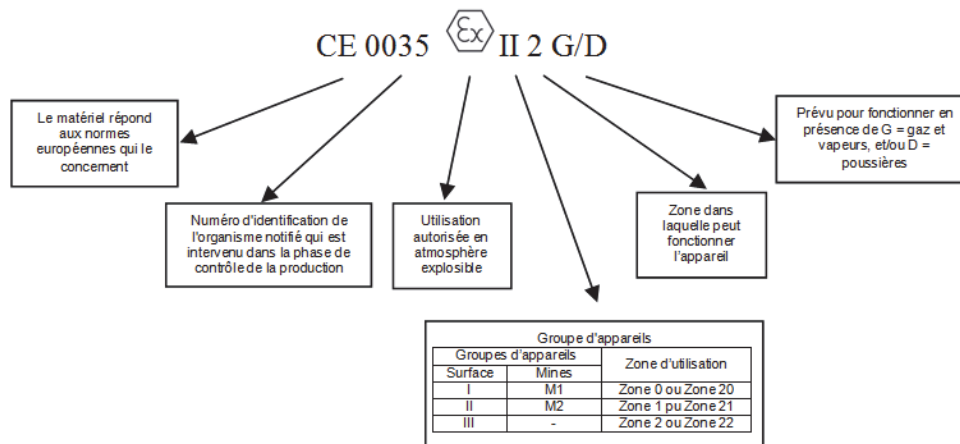 CE 0035 Ex II 2 G/D
Le matériel répond
aux normes
européennes qui le
concernent
Numéro d'identification de
l'organisme notifié qui est
intervenu dans la phase de
contrôle de la production
Utilisation
autorisée en
atmosphère
explosible
Zone dans
laquelle peut
fonctionner
l'appareil
Prévu pour fonctionner en
présence de G = gaz et
vapeurs, et/ou D =
poussières
Groupe d'appareils
Groupes d'appareils Zone d'utilisation
Surface Mines
I M1 Zone 0 ou Zone 20
II M2 Zone 1 pu Zone 21
III - Zone 2 ou Zone 22